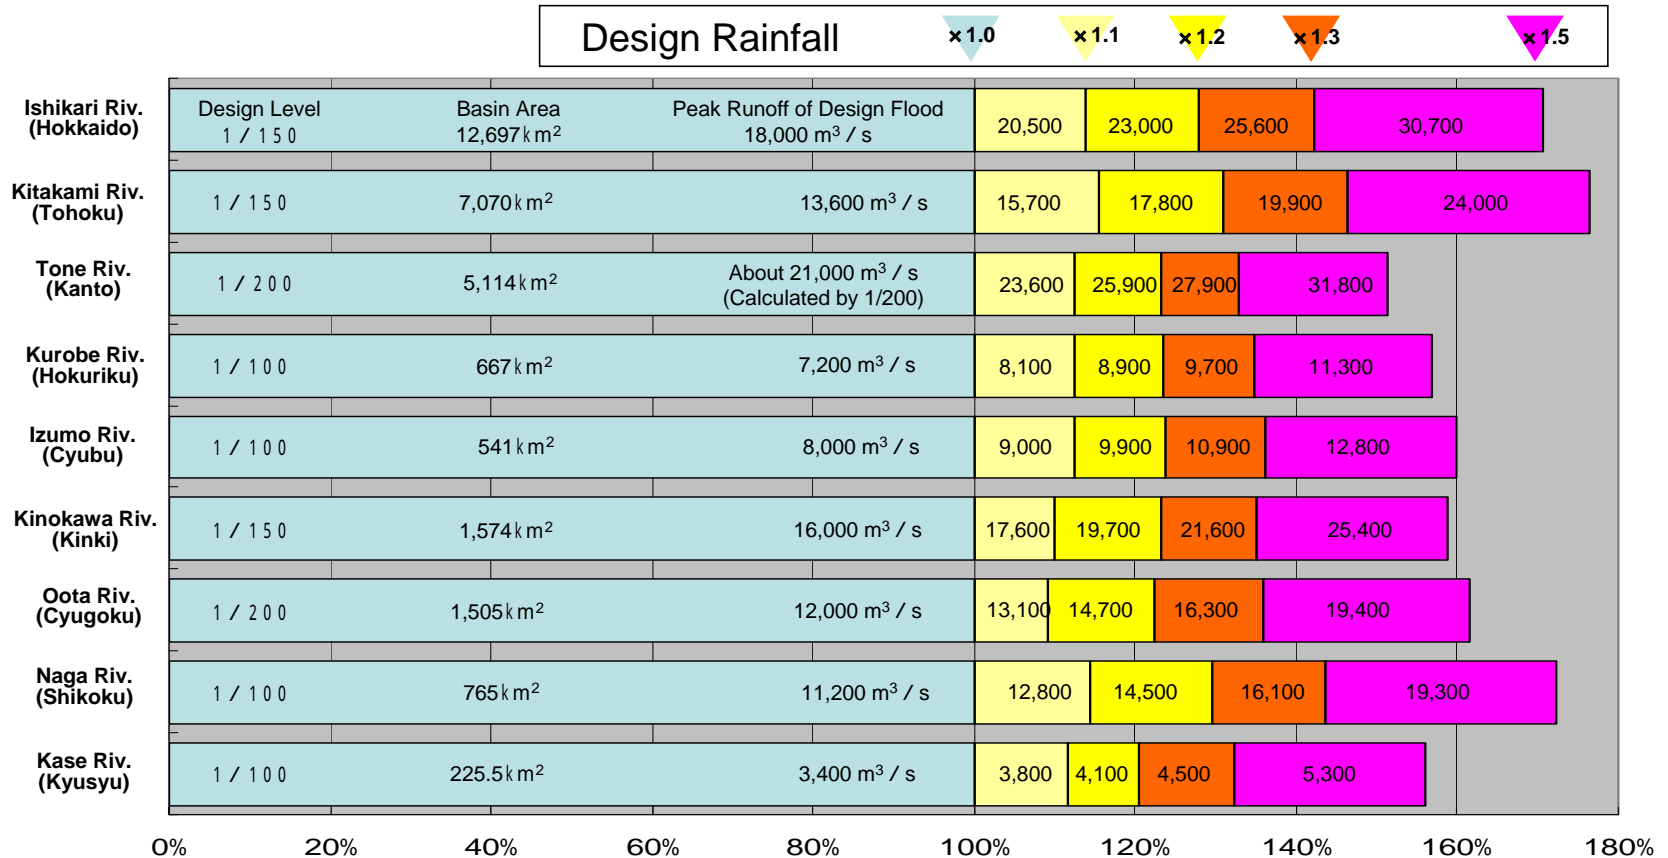 Design Rainfall ×1.0 ×1.1 ×1.2 ×1.3 ×1.5
Ishikari Riv.
(Hokkaido)
Design Level
1/150
Basin Area
12,697km²
Peak Runoff of Design Flood
18,000 m³/s
20,500 23,000 25,600 30,700
Kitakami Riv.
(Tohoku)
1/150 7,070km² 13,600 m³/s 15,700 17,800 19,900 24,000
Tone Riv.
(Kanto)
1/200 5,114km²
About 21,000 m³/s
(Calculated by 1/200)
23,600 25,900 27,900 31,800
Kurobe Riv.
(Hokuriku)
1/100 667km² 7,200 m³/s 8,100 8,900 9,700 11,300
Izumo Riv.
(Cyubu)
1/100 541km² 8,000 m³/s 9,000 9,900 10,900 12,800
Kinokawa Riv.
(Kinki)
1/150 1,574km² 16,000 m³/s 17,600 19,700 21,600 25,400
Oota Riv.
(Cyugoku)
1/200 1,505km² 12,000 m³/s 13,100 14,700 16,300 19,400
Naga Riv.
(Shikoku)
1/100 765km² 11,200 m³/s 12,800 14,500 16,100 19,300
Kase Riv.
(Kyusyu)
1/100 225.5km² 3,400 m³/s 3,800 4,100 4,500 5,300
0% 20% 40% 60% 80% 100% 120% 140% 160% 180%